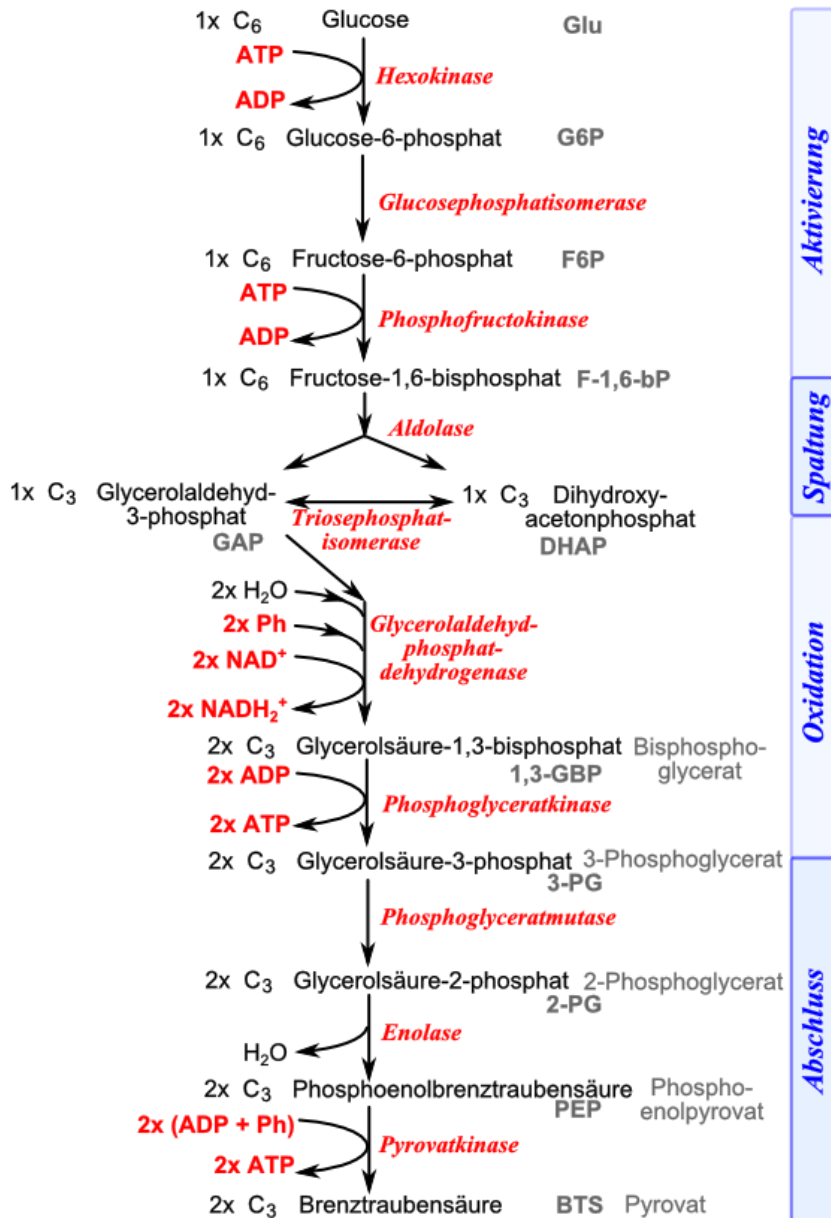 1x C₆ Glucose Glu
ATP
Hexokinase
ADP
1x C₆ Glucose-6-phosphat G6P
Glucosephosphatisomerase
1x C₆ Fructose-6-phosphat F6P
ATP
Phosphofructokinase
ADP
1x C₆ Fructose-1,6-bisphosphat F-1,6-bP
Aktivierung
Aldolase
Spaltung
1x C₃ Glycerolaldehyd-
3-phosphat
GAP
Triosephosphat-
isomerase
1x C₃ Dihydroxy-
acetonphosphat
DHAP
2x H₂O
2x Ph
2x NAD⁺
2x NADH₂⁺
Glycerolaldehyd-
phosphat-
dehydrogenase
2x C₃ Glycerolsäure-1,3-bisphosphat Bisphospho-
glycerat
1,3-GBP
2x ADP
Phosphoglyceratkinase
2x ATP
Oxidation
2x C₃ Glycerolsäure-3-phosphat 3-Phosphoglycerat
3-PG
Phosphoglyceratmutase
2x C₃ Glycerolsäure-2-phosphat 2-Phosphoglycerat
2-PG
Enolase
H₂O
2x C₃ Phosphoenolbrenztraubensäure Phospho-
enolpyrovat
PEP
2x (ADP + Ph)
Pyrovatkinase
2x ATP
2x C₃ Brenztraubensäure BTS Pyrovat
Abschluss